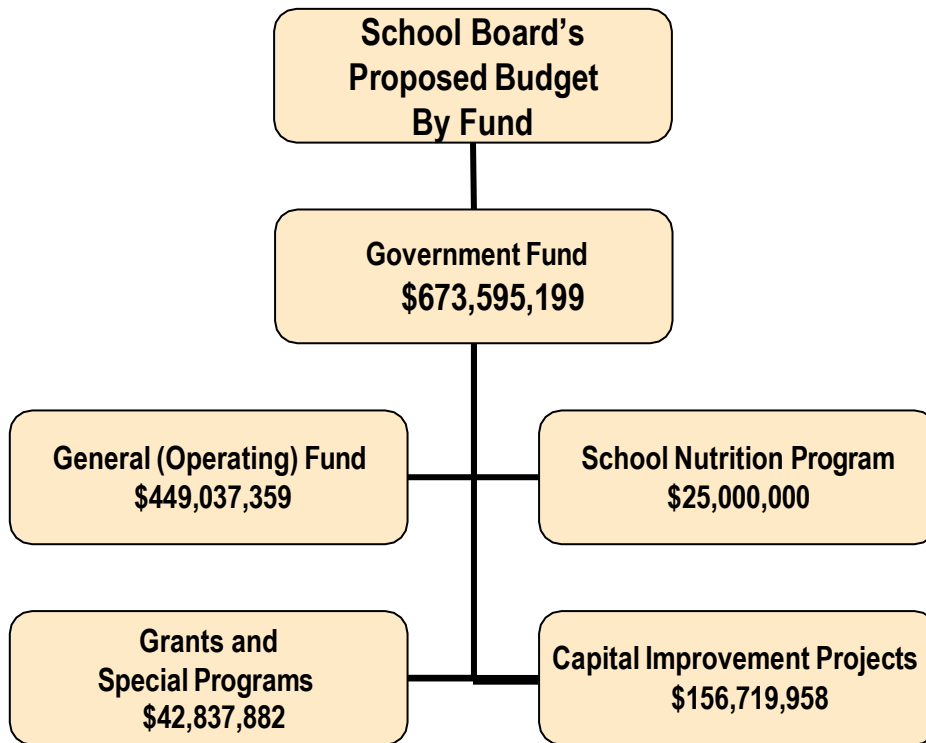 School Board's
Proposed Budget
By Fund
Government Fund
$673,595,199
General (Operating) Fund
$449,037,359
School Nutrition Program
$25,000,000
Grants and
Special Programs
$42,837,882
Capital Improvement Projects
$156,719,958